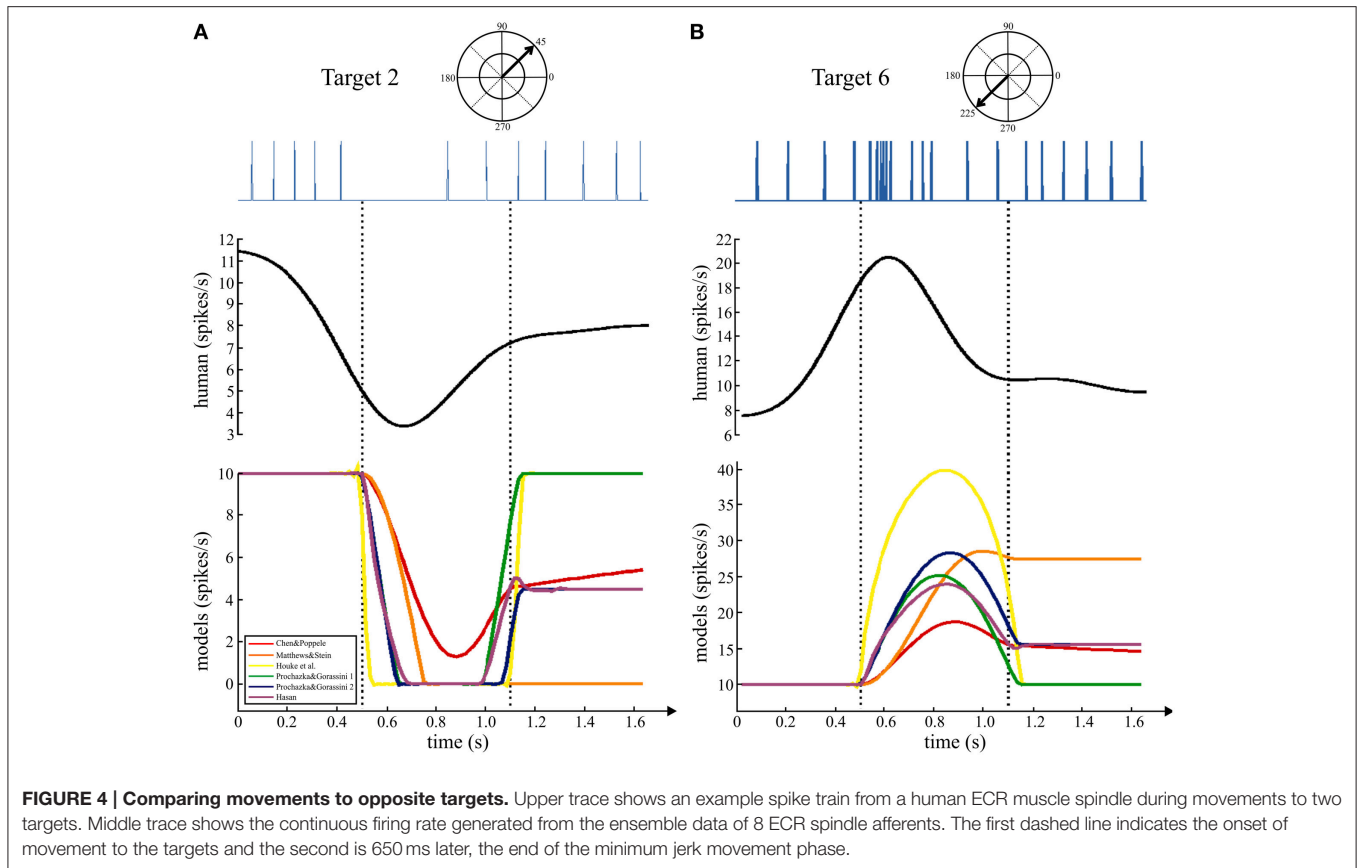 A
Target 2
90
45
180
0
270
B
Target 6
90
180
0
225
270
human (spikes/s)
12
11
10
9
8
7
6
5
4
3
human (spikes/s)
22
20
18
16
14
12
10
8
6
models (spikes/s)
10
8
6
4
2
0
Chen&Poppele
Matthews&Stein
Houke et al.
Prochazka&Gorassini 1
Prochazka&Gorassini 2
Hasan
0 0.2 0.4 0.6 0.8 1.0 1.2 1.4 1.6
time (s)
models (spikes/s)
40
35
30
25
20
15
10
0 0.2 0.4 0.6 0.8 1.0 1.2 1.4 1.6
time (s)
FIGURE 4 | Comparing movements to opposite targets. Upper trace shows an example spike train from a human ECR muscle spindle during movements to two
targets. Middle trace shows the continuous firing rate generated from the ensemble data of 8 ECR spindle afferents. The first dashed line indicates the onset of
movement to the targets and the second is 650 ms later, the end of the minimum jerk movement phase.